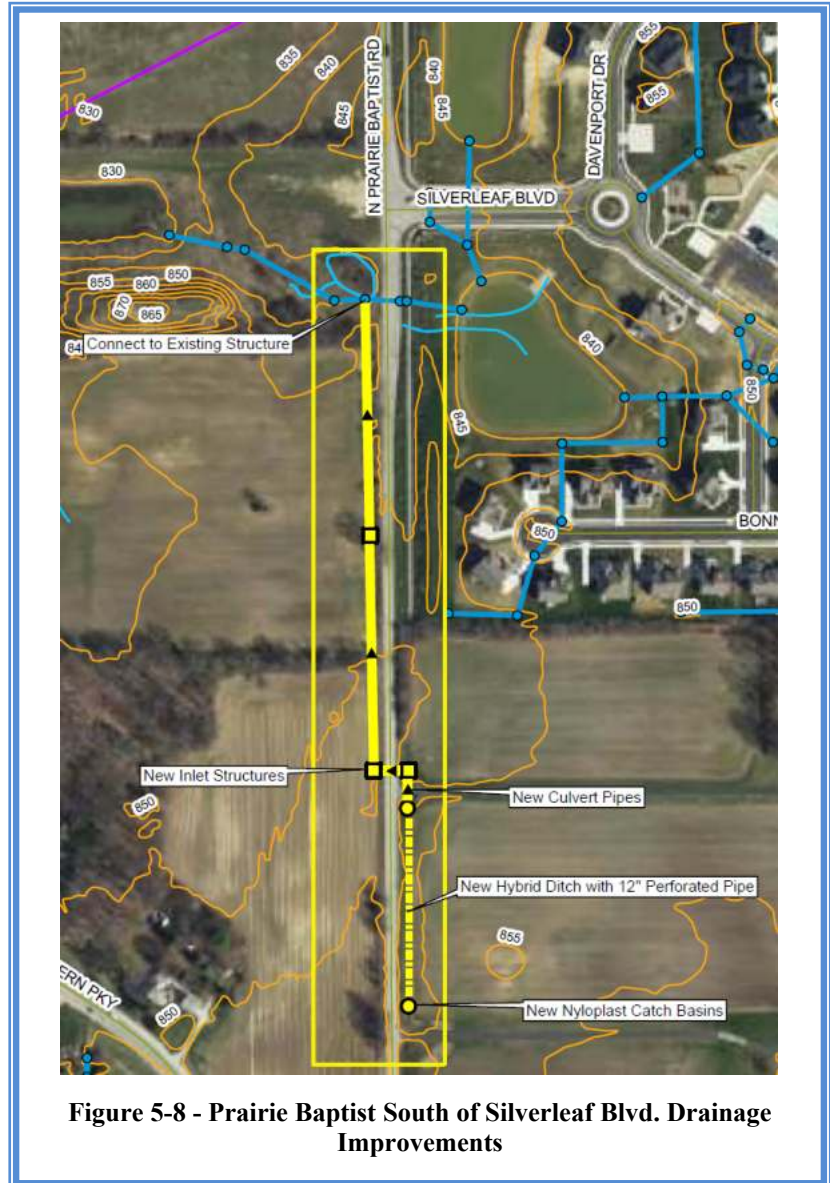 835
855
840
840
830
845
845
855
N PRAIRIE BAPTIST RD
DAVENPORT DR
830
SILVERLEAF BLVD
855
860
850
870
865
84
Connect to Existing Structure
840
845
850
850
BONN
850
New Inlet Structures
850
New Culvert Pipes
New Hybrid Ditch with 12" Perforated Pipe
855
ERN PKY
850
New Nyloplast Catch Basins
Figure 5-8 - Prairie Baptist South of Silverleaf Blvd. Drainage
Improvements